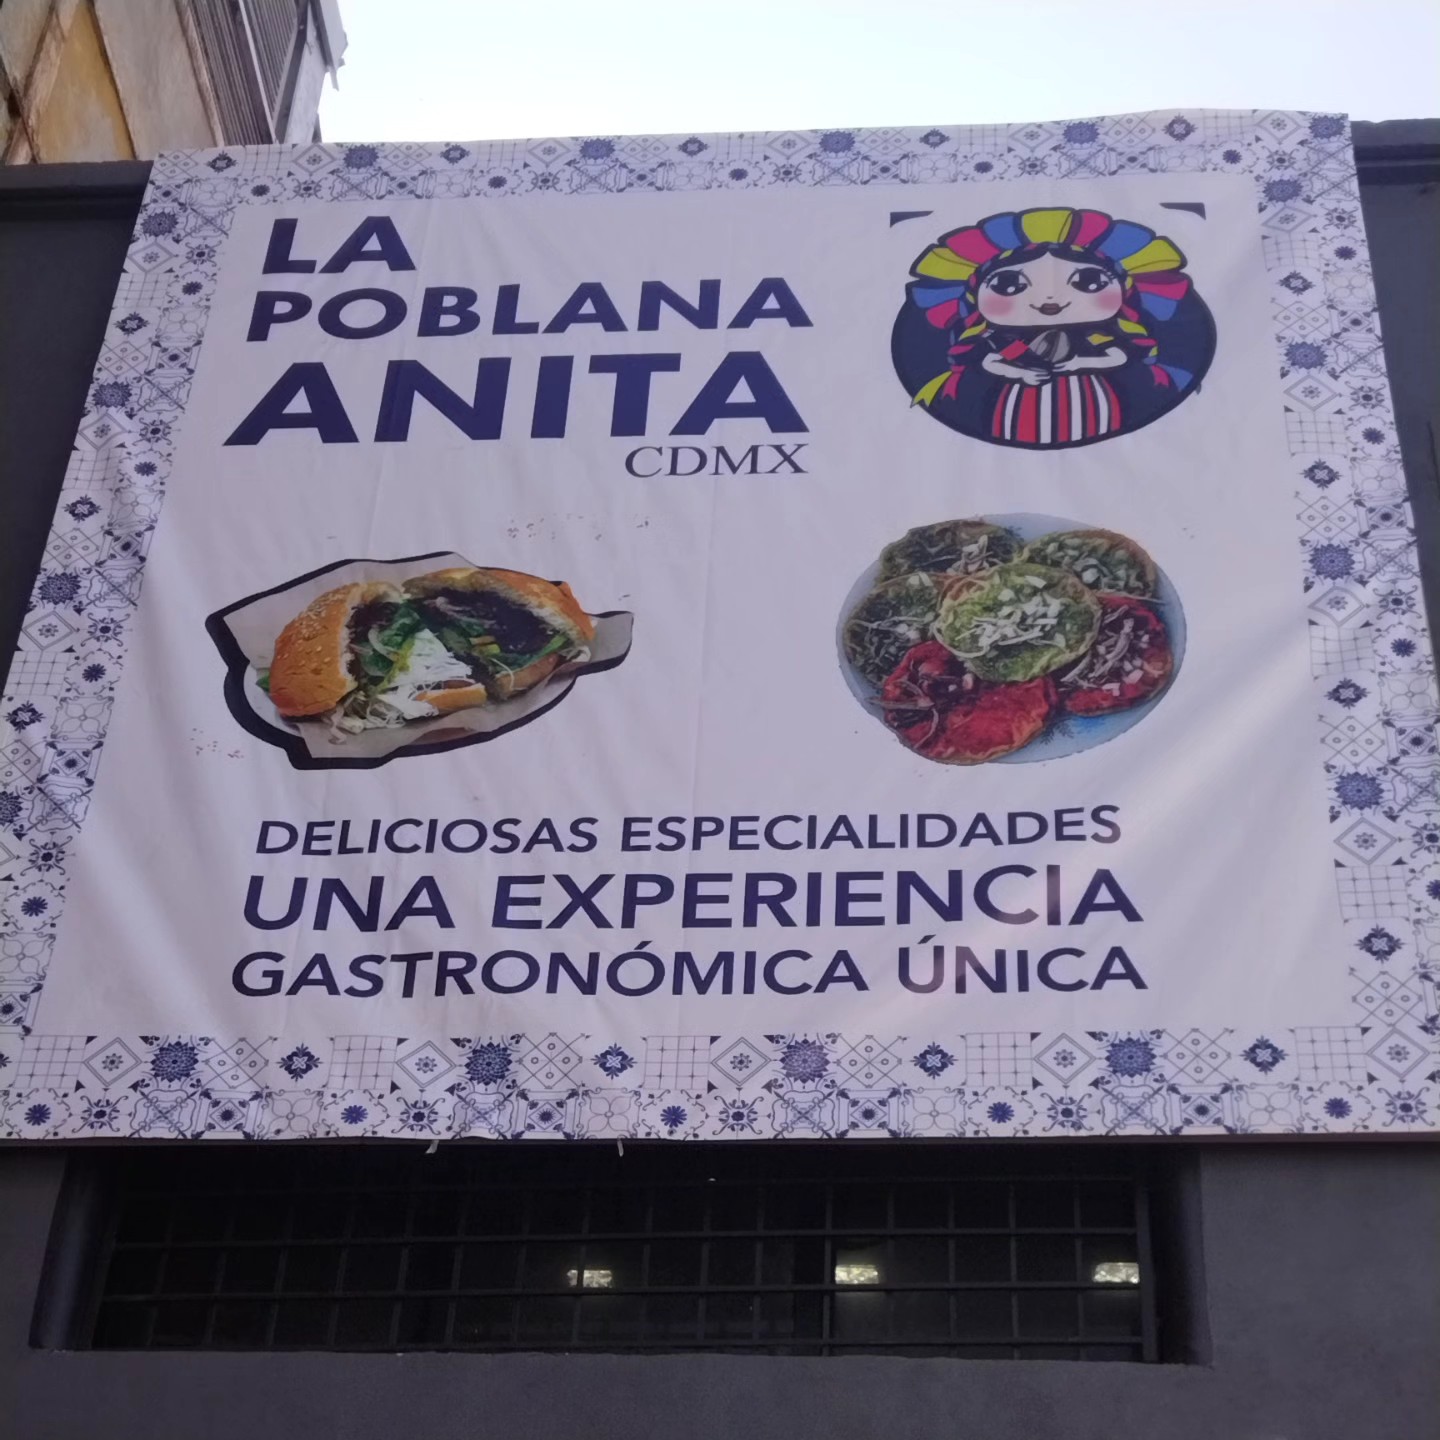 LA
POBLANA
ANITA
CDMX
DELICIOSAS ESPECIALIDADES
UNA EXPERIENCIA
GASTRONÓMICA ÚNICA